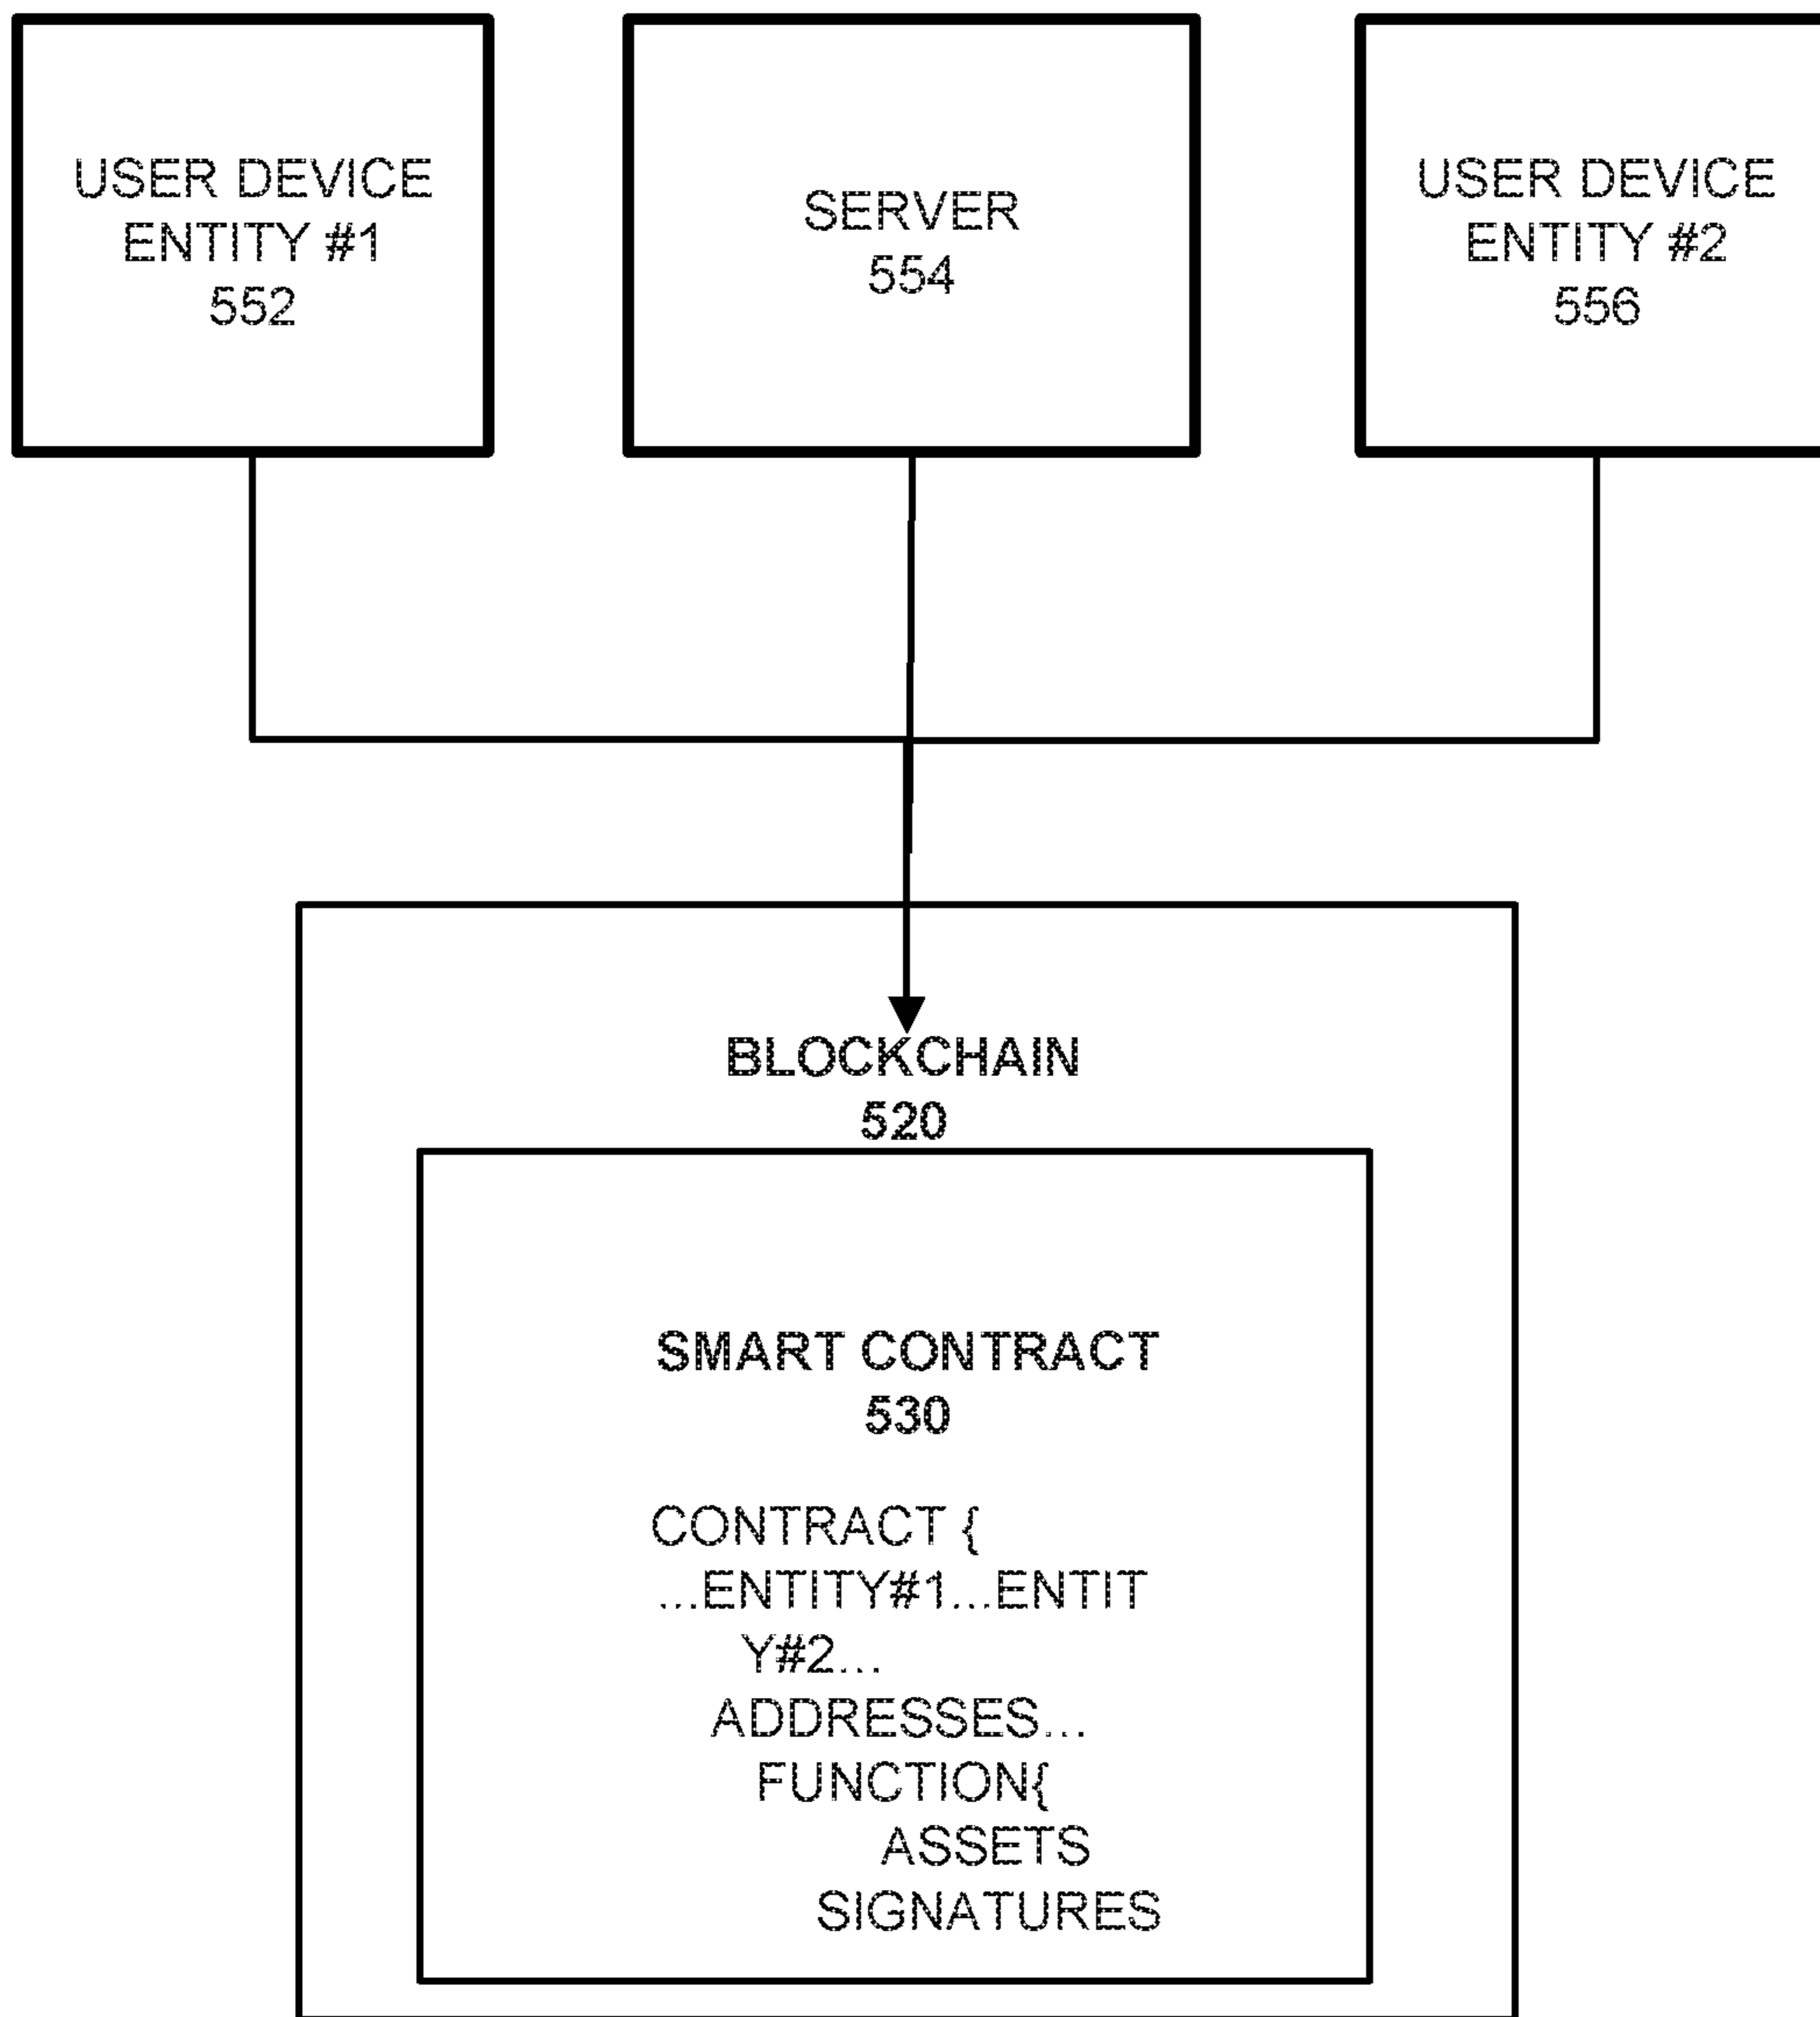 USER DEVICE
ENTITY #1
552
SERVER
554
USER DEVICE
ENTITY #2
556
BLOCKCHAIN
520
SMART CONTRACT
530
CONTRACT {
...ENTITY#1...ENTIT
Y#2...
ADDRESSES...
FUNCTION{
ASSETS
SIGNATURES